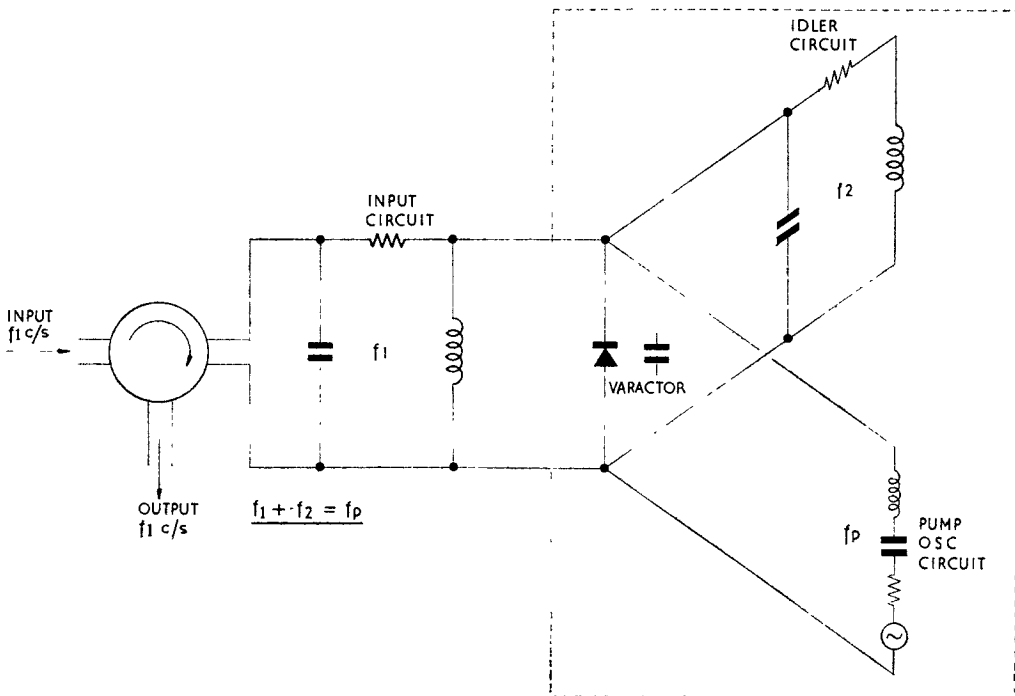 IDLER
CIRCUIT
f2
INPUT
CIRCUIT
INPUT
f1 c/s
f1
VARACTOR
OUTPUT
f1 c/s
f1 + f2 = fp
fp
PUMP
OSC
CIRCUIT
~